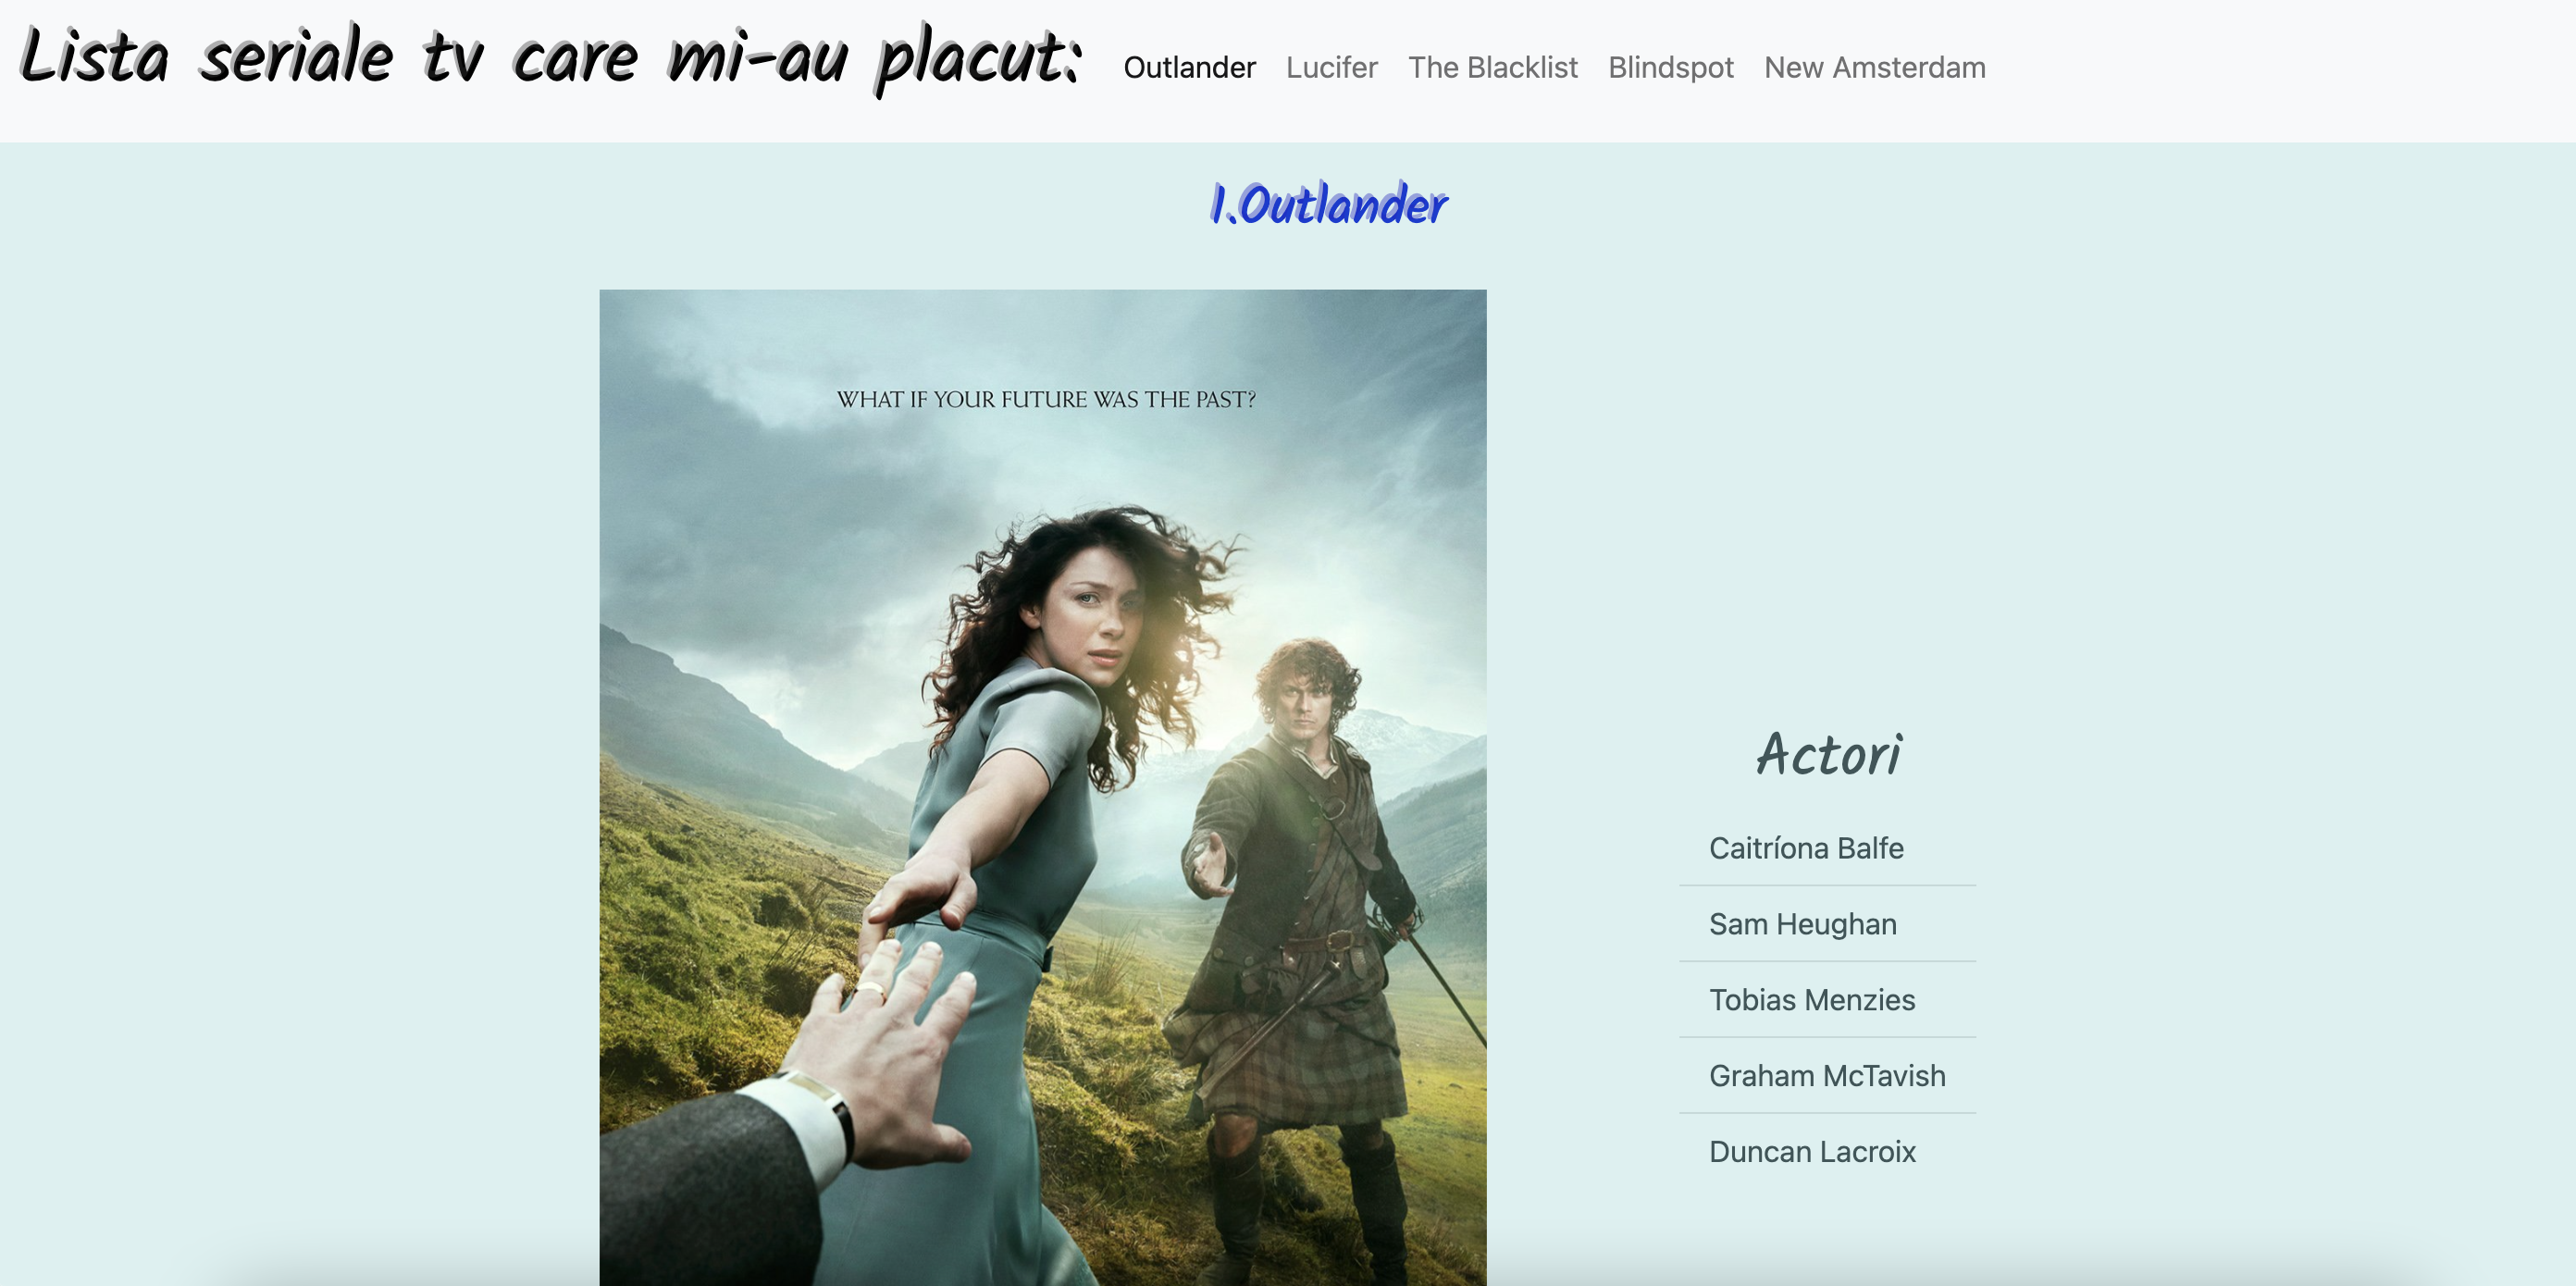 Lista seriale tv care mi-au placut:
Outlander Lucifer The Blacklist Blindspot New Amsterdam
1.Outlander
WHAT IF YOUR FUTURE WAS THE PAST?
Actori
Caitríona Balfe
Sam Heughan
Tobias Menzies
Graham McTavish
Duncan Lacroix